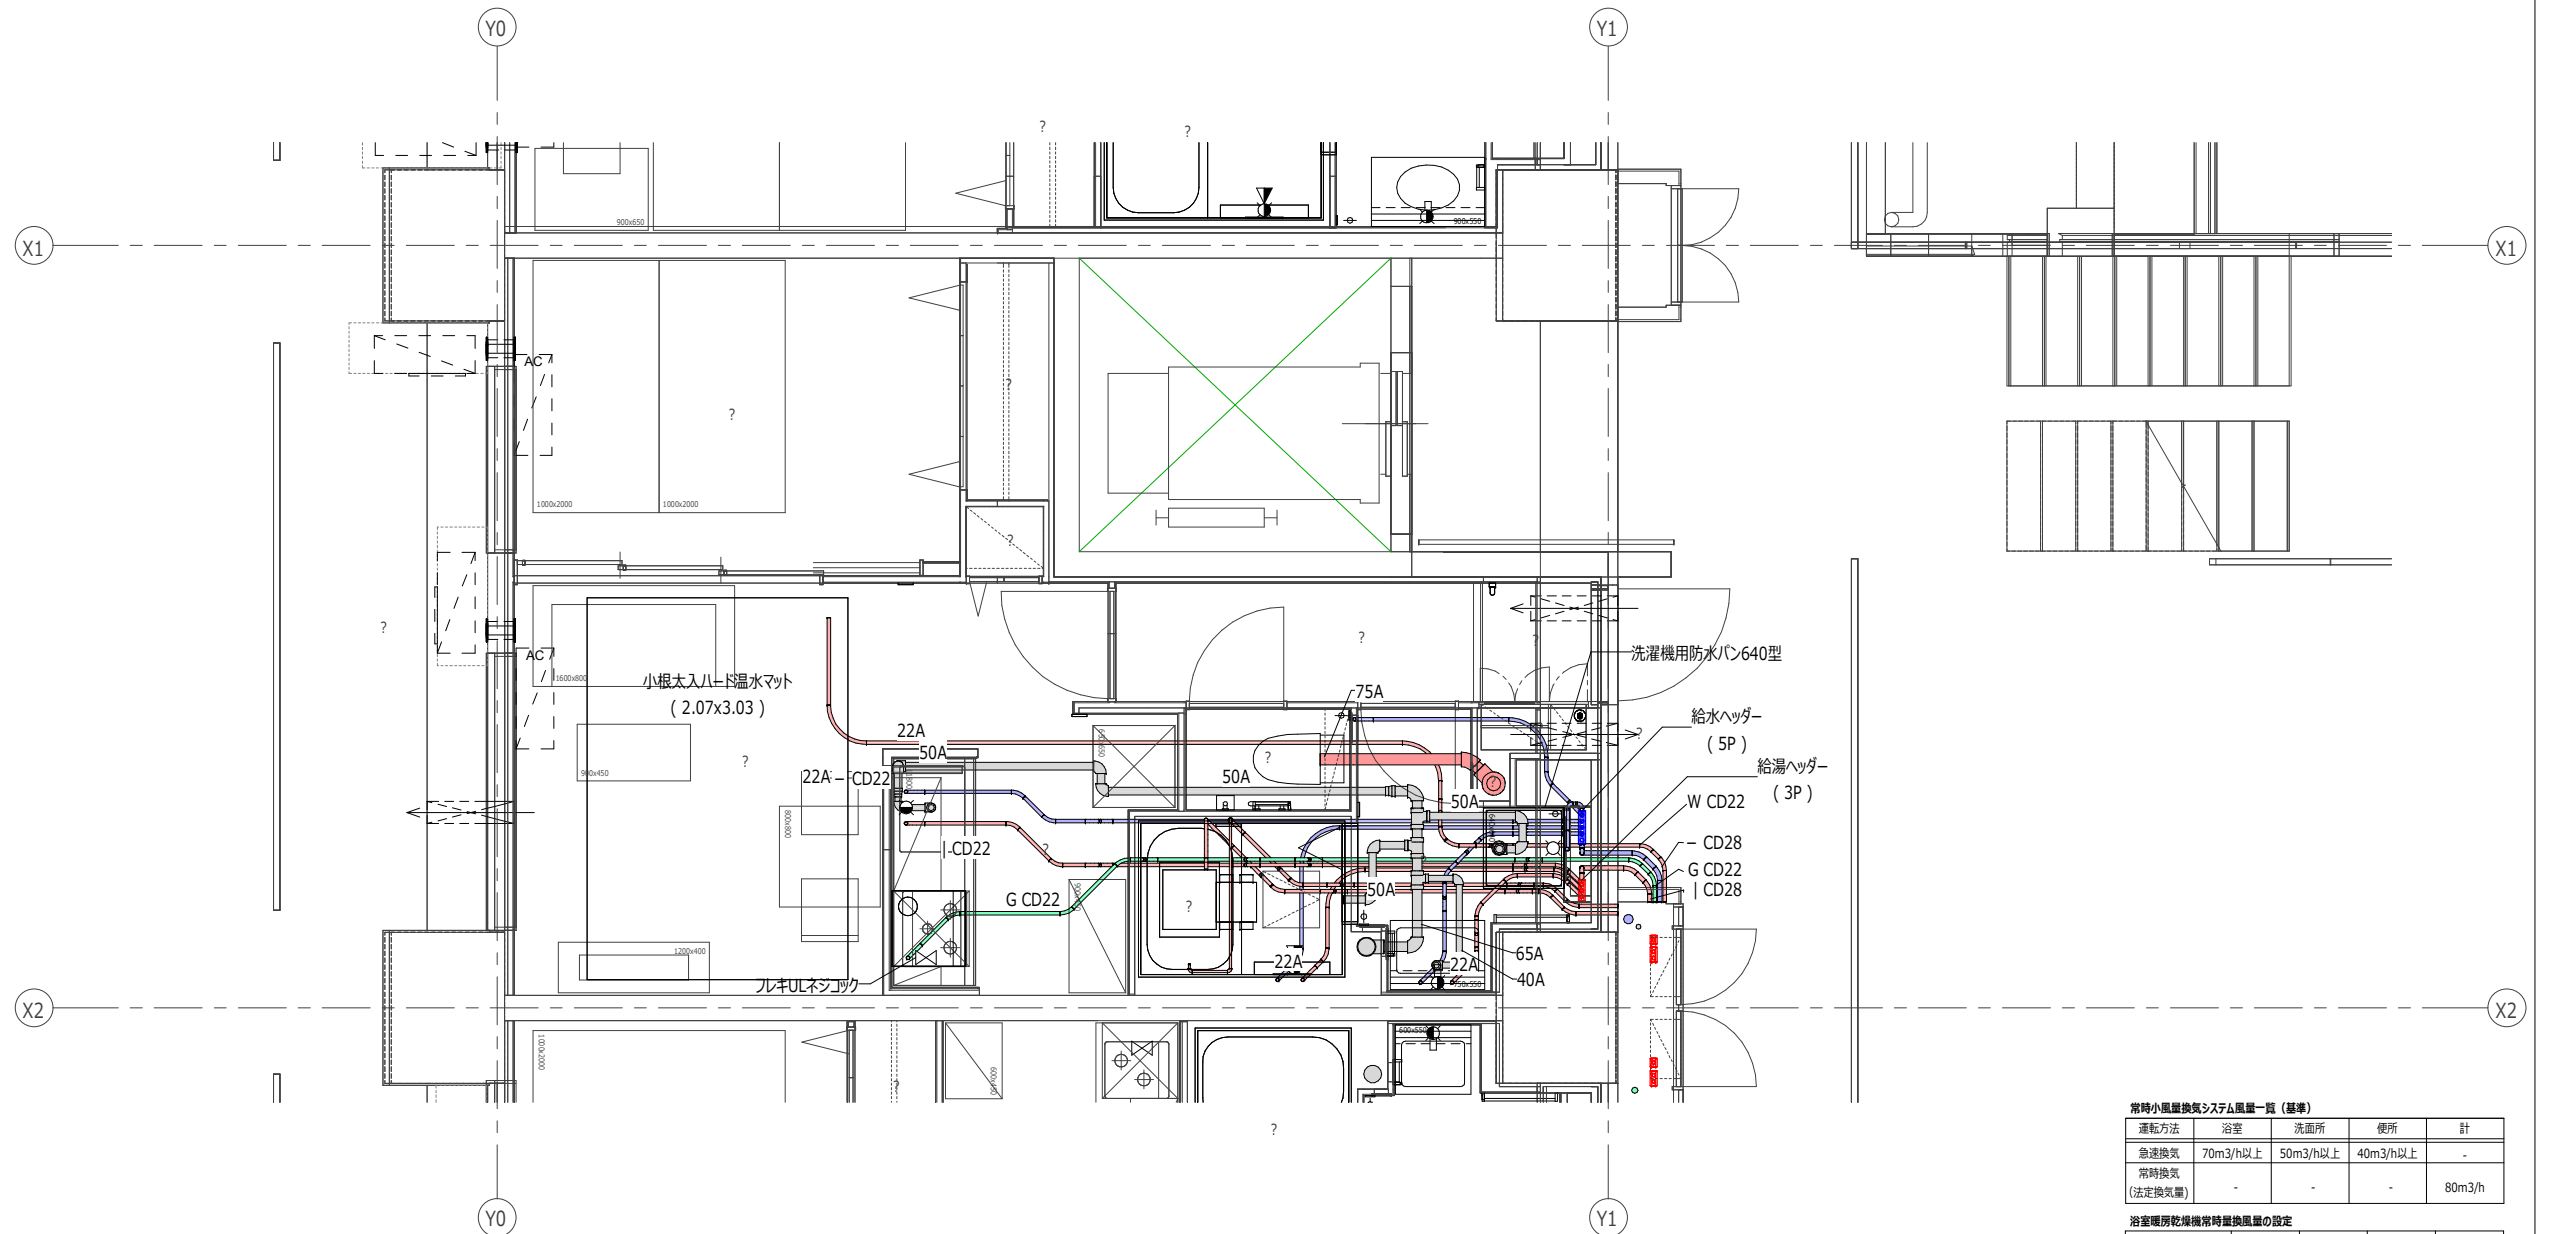 Y0
Y1
?
?
900x650
900x550
X1
X1
AC
?
?
1000x2000
1000x2000
?
?
?
?
AC
洗濯機用防水パン640型
1600x800
小根太入ハード温水マット
( 2.07x3.03 )
75A
給水ヘッダー
( 5P )
22A
50A
?
?
?
900x450
22A
CD22
50A
給湯ヘッダー
( 3P )
50A
W CD22
800x800
CD22
?
CD28
G CD22
CD28
50A
G CD22
?
1200x400
65A
22A
22A
40A
フレキULネジコック
750x550
X2
X2
600x550
1000x2000
?
?
常時小風量換気システム風量一覧（基準）
運転方法 浴室 洗面所 便所 計
急速換気 70m3/h以上 50m3/h以上 40m3/h以上 -
常時換気
(法定換気量) - - - 80m3/h
浴室暖房乾燥機常時量換風量の設定
Y0
Y1